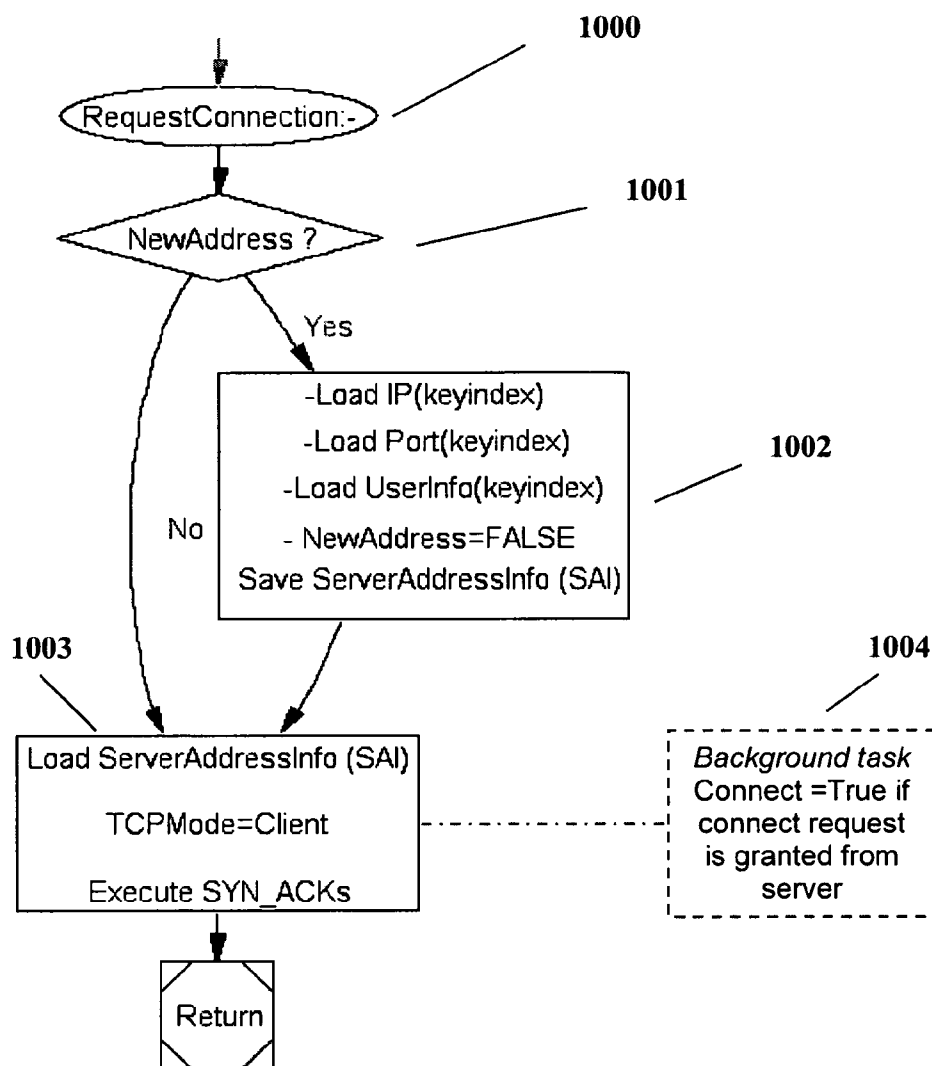 1000
RequestConnection:-
1001
NewAddress ?
Yes
-Load IP(keyindex)
-Load Port(keyindex)
-Load UserInfo(keyindex)
- NewAddress=FALSE
Save ServerAddressInfo (SAI)
1002
No
1003
Load ServerAddressInfo (SAI)
TCPMode=Client
Execute SYN_ACKs
1004
Background task
Connect =True if
connect request
is granted from
server
Return